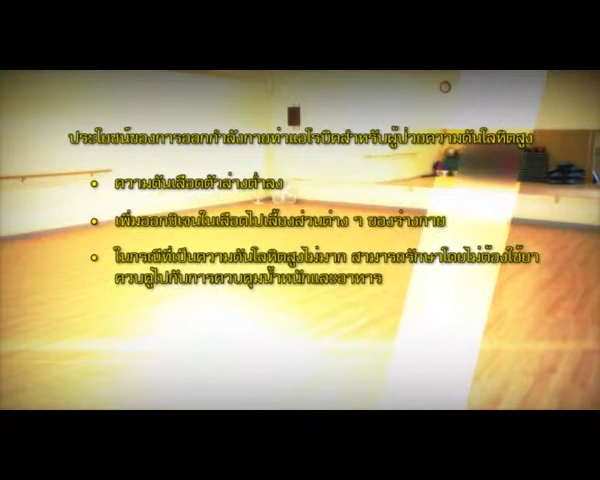 ประโยชน์ของการออกกำลังกายท่าแอโรบิคสำหรับผู้ป่วยความดันโลหิตสูง
• ความดันเลือดตัวล่างต่ำลง
• เพิ่มออกซิเจนในเลือดไปเลี้ยงส่วนต่าง ๆ ของร่างกาย
• ในกรณีที่เป็นความดันโลหิตสูงไม่มาก สามารถรักษาโดยไม่ต้องใช้ยา
ควบคู่ไปกับการควบคุมน้ำหนักและอาหาร